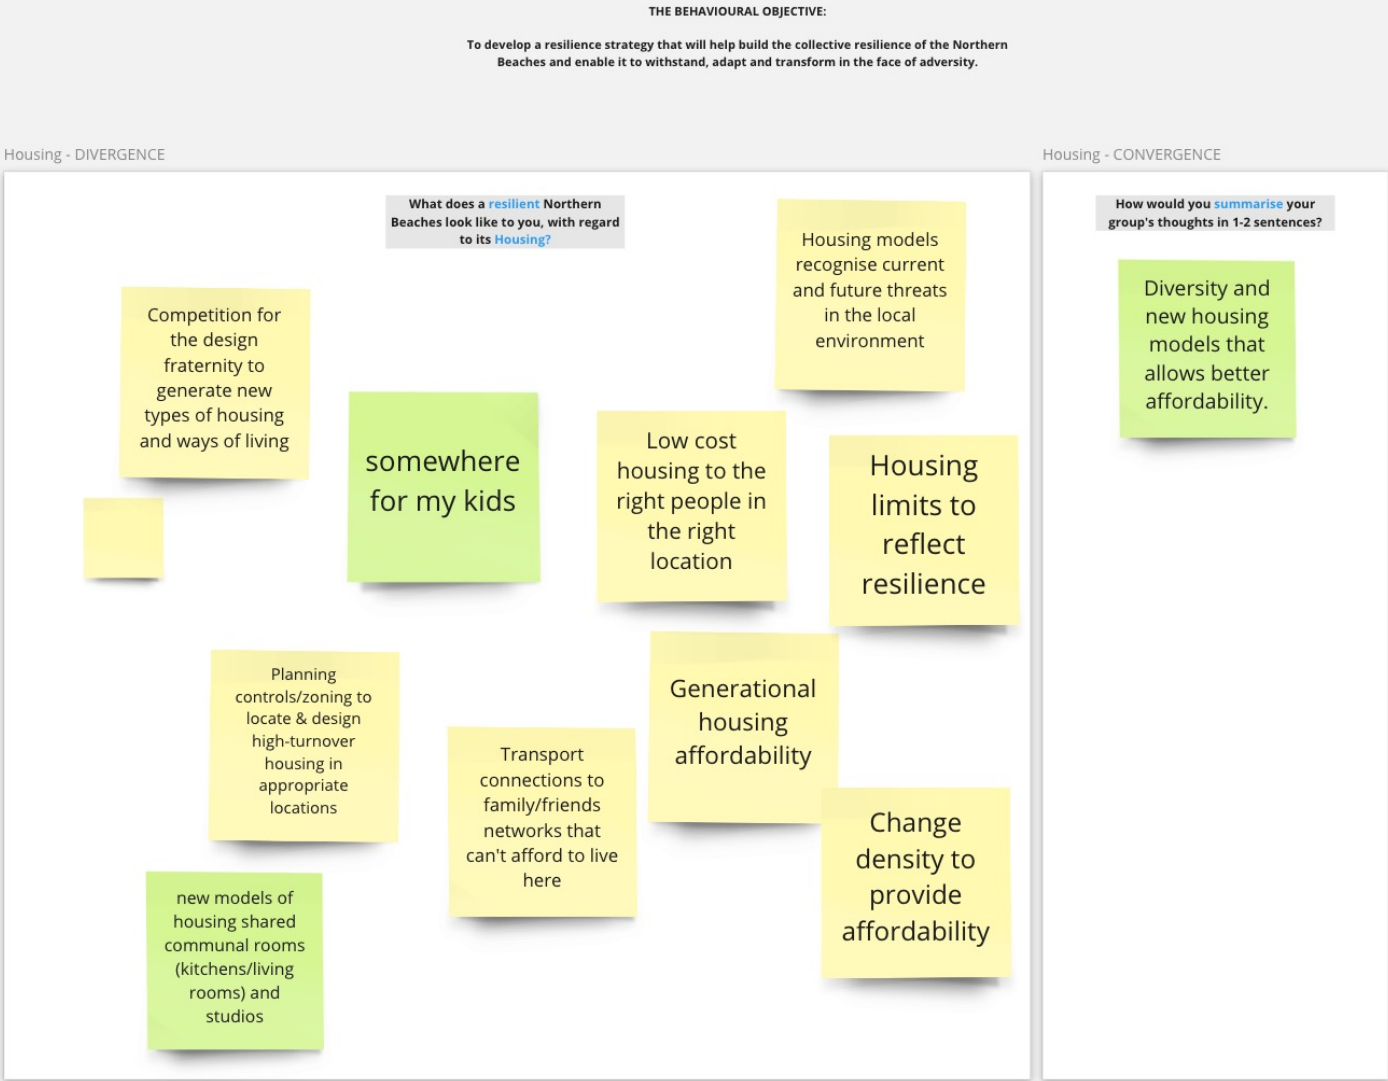 THE BEHAVIOURAL OBJECTIVE:
To develop a resilience strategy that will help build the collective resilience of the Northern
Beaches and enable it to withstand, adapt and transform in the face of adversity.
Housing - DIVERGENCE
What does a resilient Northern
Beaches look like to you, with regard
to its Housing?
Housing models
recognise current
and future threats
in the local
environment
Competition for
the design
fraternity to
generate new
types of housing
and ways of living
somewhere
for my kids
Low cost
housing to the
right people in
the right
location
Housing
limits to
reflect
resilience
Planning
controls/zoning to
locate & design
high-turnover
housing in
appropriate
locations
Transport
connections to
family/friends
networks that
can't afford to live
here
Generational
housing
affordability
Change
density to
provide
affordability
new models of
housing shared
communal rooms
(kitchens/living
rooms) and
studios
Housing - CONVERGENCE
How would you summarise your
group's thoughts in 1-2 sentences?
Diversity and
new housing
models that
allows better
affordability.